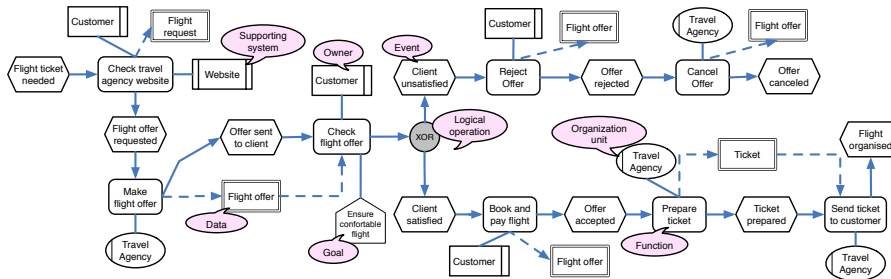 Customer
Flight
request
Supporting
system
Flight ticket
needed
Check travel
agency website
Website
Flight offer
requested
Offer sent
to client
Make
flight offer
Flight offer
Data
Travel Agency
Owner
Customer
Check
flight offer
Ensure
confortable
flight
Goal
XOR
Logical
operation
Event
Client
unsatisfied
Customer
Flight offer
Reject
Offer
Offer
rejected
Travel
Agency
Flight offer
Cancel
Offer
Offer
canceled
Client
satisfied
Book and
pay flight
Customer
Flight offer
Offer
accepted
Organization
unit
Travel
Agency
Prepare
ticket
Function
Ticket
Ticket
prepared
Flight
organised
Send ticket
to customer
Travel
Agency